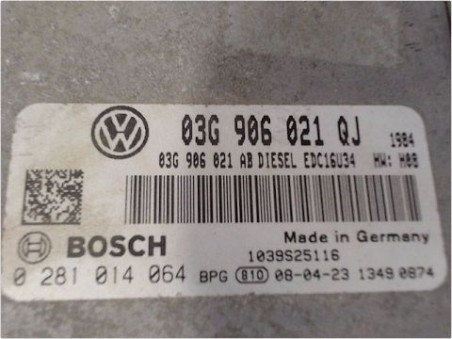 03G 906 021 QJ 1984
03G 906 021 AB DIESEL EDC16U34 HW: H08
BOSCH
Made in Germany
1039S25116
0 281 014 064 BPG 810 08-04-23 1349 0874